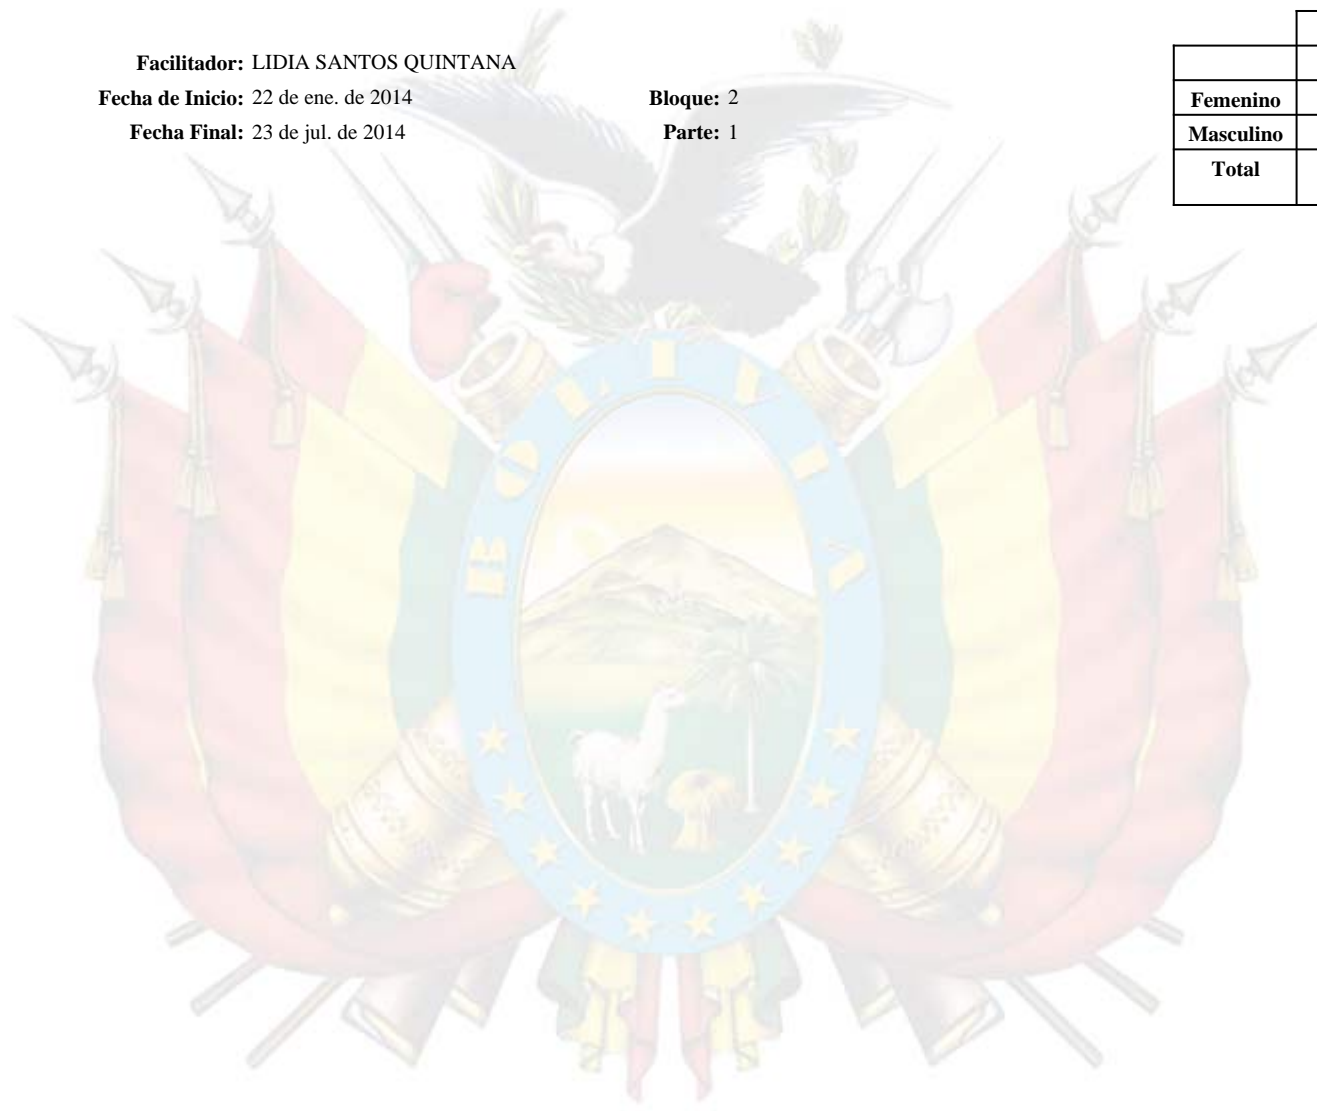 Facilitador: LIDIA SANTOS QUINTANA
Fecha de Inicio: 22 de ene. de 2014 Bloque: 2
Fecha Final: 23 de jul. de 2014 Parte: 1
Femenino
Masculino
Total
BOLIVIA